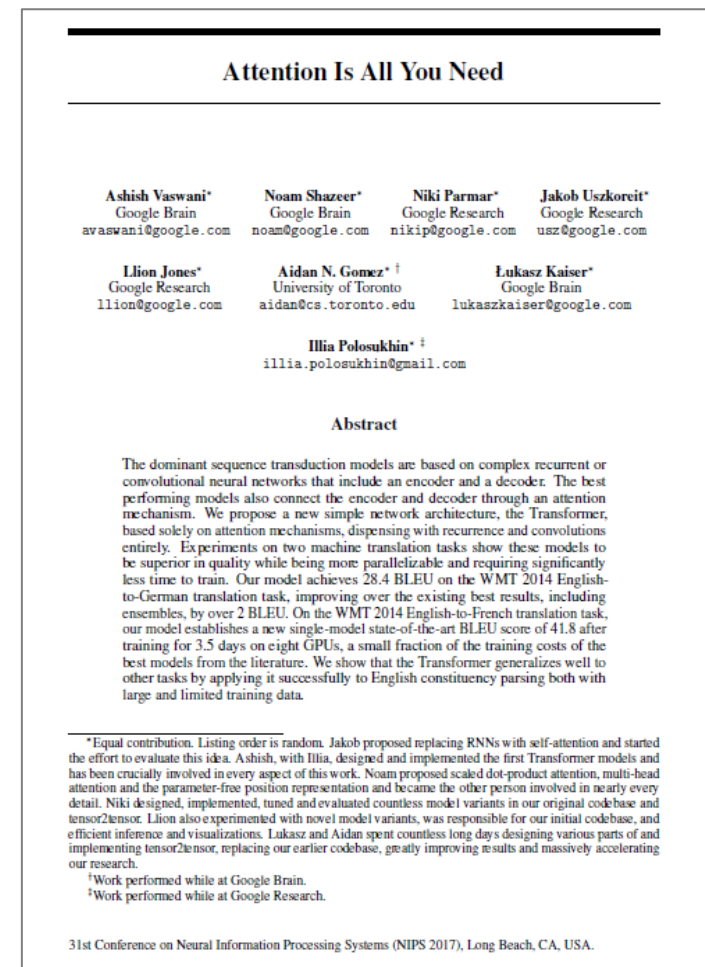 Attention Is All You Need
Ashish Vaswani* Noam Shazeer* Niki Parmar* Jakob Uszkoreit*
Google Brain Google Brain Google Research Google Research
avaswani@google.com noam@google.com nikip@google.com usz@google.com
Llion Jones* Aidan N. Gomez* † Łukasz Kaiser*
Google Research University of Toronto Google Brain
llion@google.com aidan@cs.toronto.edu lukaszkaiser@google.com
Illia Polosukhin* ‡
illia.polosukhin@gmail.com
Abstract
The dominant sequence transduction models are based on complex recurrent or
convolutional neural networks that include an encoder and a decoder. The best
performing models also connect the encoder and decoder through an attention
mechanism. We propose a new simple network architecture, the Transformer,
based solely on attention mechanisms, dispensing with recurrence and convolutions
entirely. Experiments on two machine translation tasks show these models to
be superior in quality while being more parallelizable and requiring significantly
less time to train. Our model achieves 28.4 BLEU on the WMT 2014 English-
to-German translation task, improving over the existing best results, including
ensembles, by over 2 BLEU. On the WMT 2014 English-to-French translation task,
our model establishes a new single-model state-of-the-art BLEU score of 41.8 after
training for 3.5 days on eight GPUs, a small fraction of the training costs of the
best models from the literature. We show that the Transformer generalizes well to
other tasks by applying it successfully to English constituency parsing both with
large and limited training data.
*Equal contribution. Listing order is random. Jakob proposed replacing RNNs with self-attention and started
the effort to evaluate this idea. Ashish, with Illia, designed and implemented the first Transformer models and
has been crucially involved in every aspect of this work. Noam proposed scaled dot-product attention, multi-head
attention and the parameter-free position representation and became the other person involved in nearly every
detail. Niki designed, implemented, tuned and evaluated countless model variants in our original codebase and
tensor2tensor. Llion also experimented with novel model variants, was responsible for our initial codebase, and
efficient inference and visualizations. Lukasz and Aidan spent countless long days designing various parts of and
implementing tensor2tensor, replacing our earlier codebase, greatly improving results and massively accelerating
our research.
†Work performed while at Google Brain.
‡Work performed while at Google Research.
31st Conference on Neural Information Processing Systems (NIPS 2017), Long Beach, CA, USA.